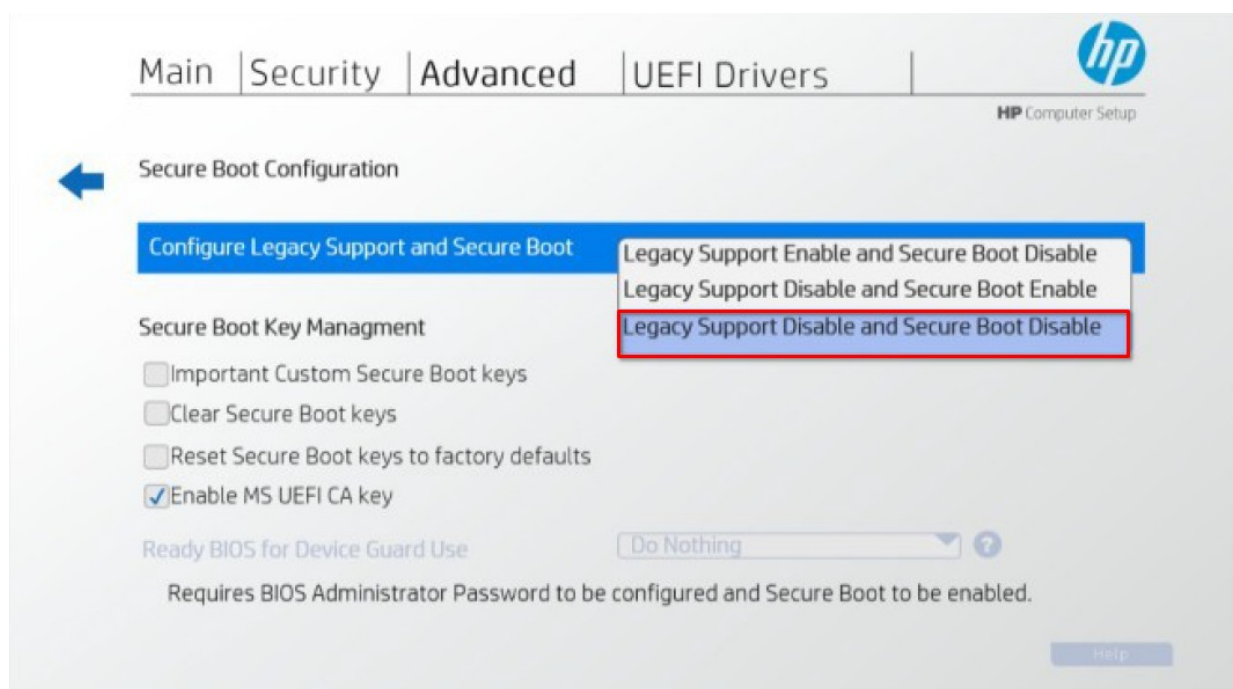 Main Security Advanced UEFI Drivers
hp
HP Computer Setup
Secure Boot Configuration
Configure Legacy Support and Secure Boot
Legacy Support Enable and Secure Boot Disable
Legacy Support Disable and Secure Boot Enable
Legacy Support Disable and Secure Boot Disable
Secure Boot Key Managment
Important Custom Secure Boot keys
Clear Secure Boot keys
Reset Secure Boot keys to factory defaults
Enable MS UEFI CA key
Ready BIOS for Device Guard Use Do Nothing ?
Requires BIOS Administrator Password to be configured and Secure Boot to be enabled.
Help